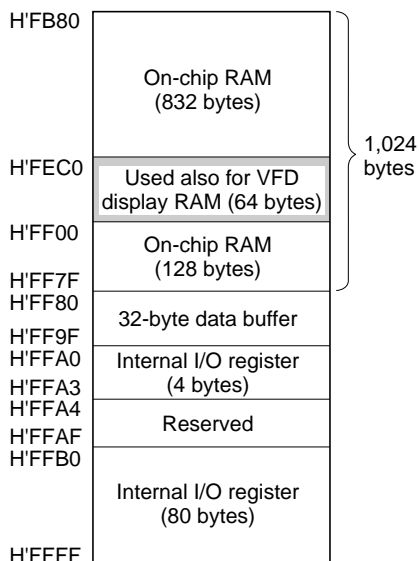 H'FB80
On-chip RAM
(832 bytes)
1,024
bytes
H'FEC0
Used also for VFD
display RAM (64 bytes)
H'FF00
On-chip RAM
(128 bytes)
H'FF7F
H'FF80
32-byte data buffer
H'FF9F
H'FFA0
Internal I/O register
(4 bytes)
H'FFA3
H'FFA4
Reserved
H'FFAF
H'FFB0
Internal I/O register
(80 bytes)
H'FFFF